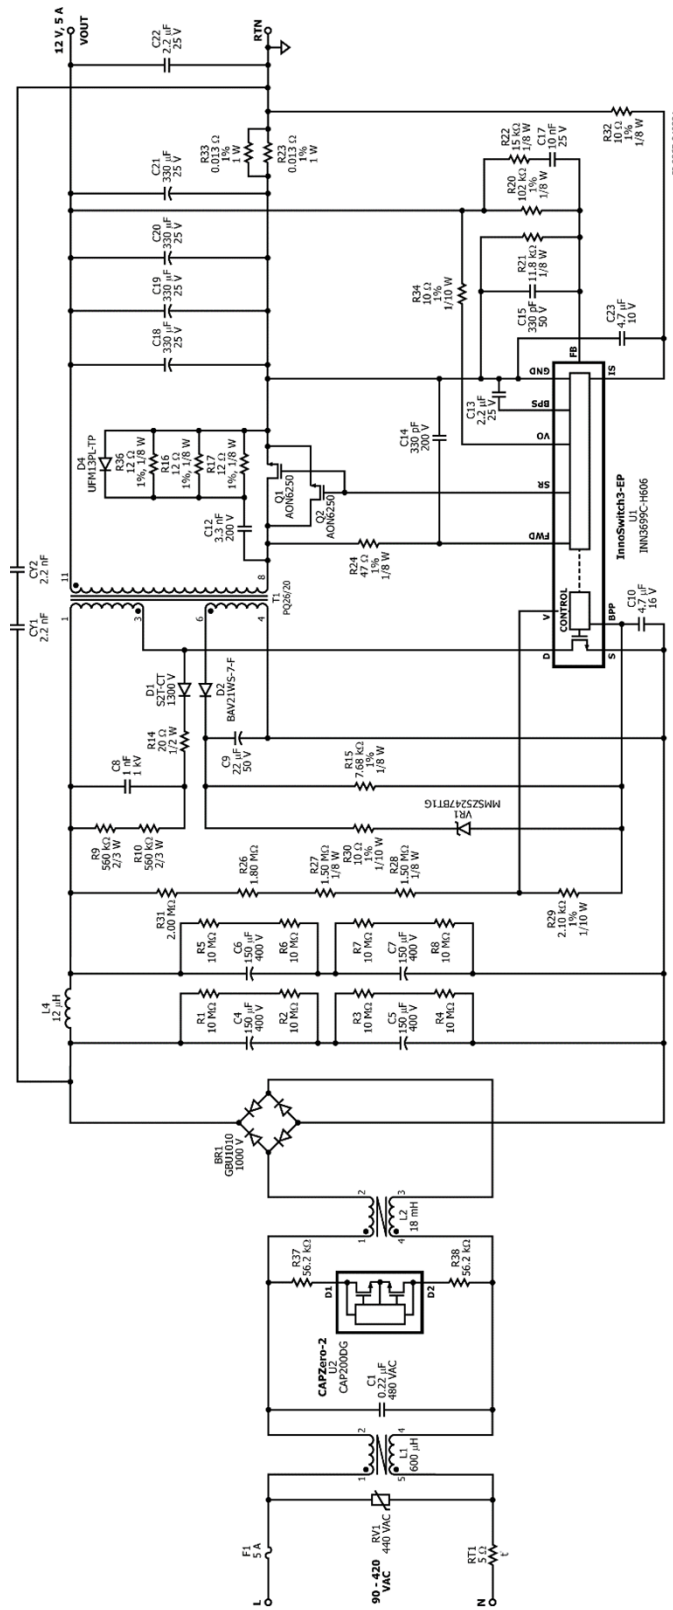 12 V, 5 A
VOUT
RTN
C22
2.2 µF
25 V
CY2
2.2 nF
CY1
2.2 nF
R33
0.013 Ω
1%
1 W
R23
0.013 Ω
1%
1 W
C21
330 µF
25 V
C20
330 µF
25 V
C19
330 µF
25 V
C18
330 µF
25 V
R32
10 Ω
1%
1/8 W
R22
15 kΩ
1/8 W
C17
10 nF
25 V
R20
102 kΩ
1%
1/8 W
R21
11.8 kΩ
1/8 W
C15
330 pF
50 V
R34
10 Ω
1%
1/10 W
C23
4.7 µF
10 V
C13
2.2 µF
25 V
C14
330 pF
200 V
D4
UFM13PL-TP
R36
12 Ω
1%, 1/8 W
R16
12 Ω
1%, 1/8 W
R17
12 Ω
1%, 1/8 W
C12
3.3 nF
200 V
Q1
AON6250
Q2
AON6250
R24
47 Ω
1%
1/8 W
FB
GND
IS
BPS
VO
SR
FWD
InnoSwitch3-EP
U1
INN3699C-H606
CONTROL
V
D
S
BPP
C10
4.7 µF
16 V
11
8
T1
PQ26/20
1
3
6
4
D1
S2T-CT
1300 V
D2
BAV21WS-7-F
R14
20 Ω
1/2 W
C8
1 nF
1 kV
C9
22 µF
50 V
R15
7.68 kΩ
1%
1/8 W
R9
560 kΩ
2/3 W
R10
560 kΩ
2/3 W
R30
10 Ω
1%
1/10 W
VR1
MMSZ5247BT1G
R31
2.00 MΩ
R26
1.80 MΩ
R27
1.50 MΩ
1/8 W
R28
1.50 MΩ
1/8 W
R29
2.10 kΩ
1%
1/10 W
R5
10 MΩ
C6
150 µF
400 V
R6
10 MΩ
R7
10 MΩ
C7
150 µF
400 V
R8
10 MΩ
L4
12 µH
R1
10 MΩ
C4
150 µF
400 V
R2
10 MΩ
R3
10 MΩ
C5
150 µF
400 V
R4
10 MΩ
BR1
GBU1010
1000 V
2
3
1
4
L2
18 mH
R37
56.2 kΩ
R38
56.2 kΩ
D1
D2
CAPZero-2
U2
CAP200DG
C1
0.22 µF
480 VAC
2
4
1
5
L1
600 µH
RV1
440 VAC
90 - 420
VAC
F1
5 A
RT1
5 Ω
t
L
N